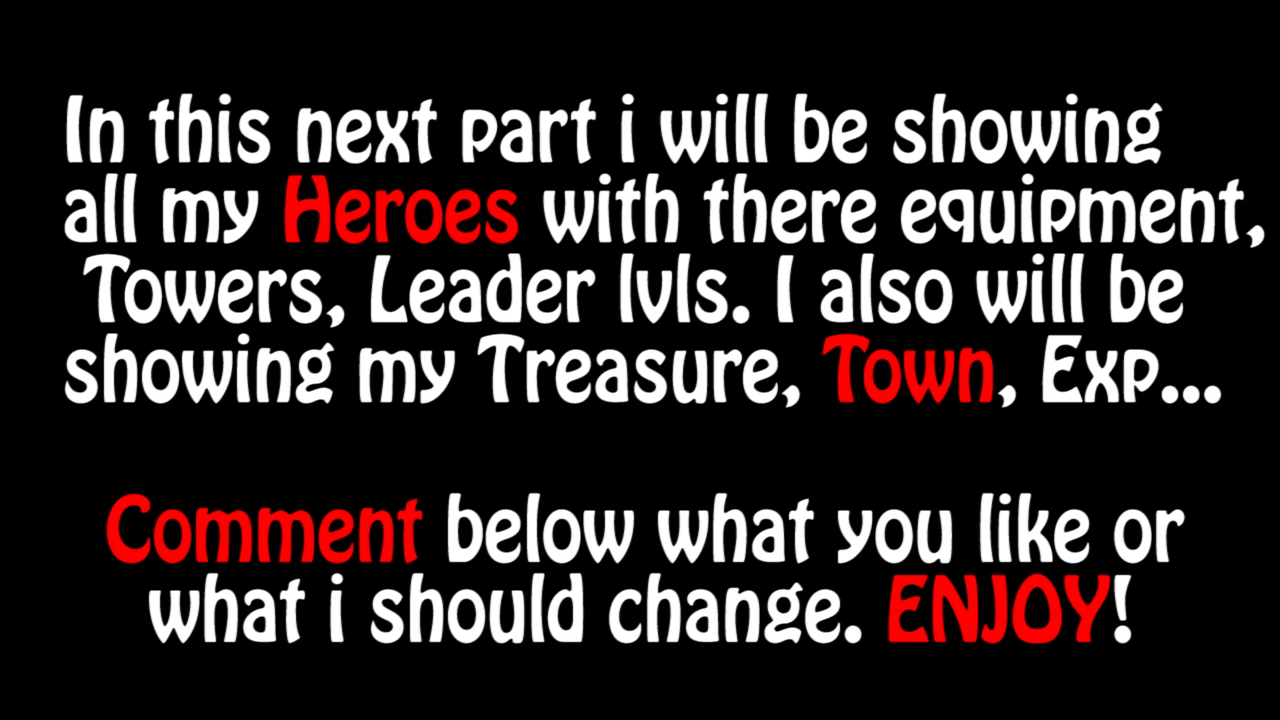 In this next part i will be showing
all my Heroes with there equipment,
Towers, Leader lvls. I also will be
showing my Treasure, Town, Exp...
Comment below what you like or
what i should change. ENJOY!